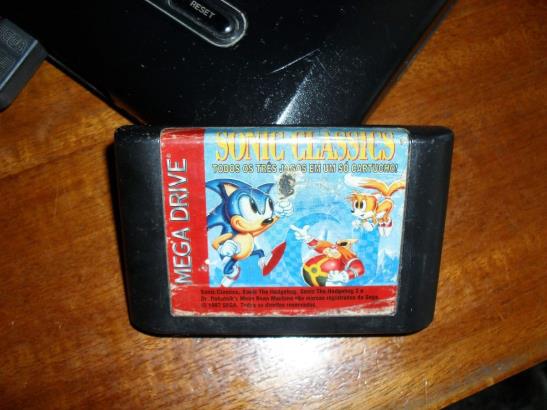 RESET
SONIC CLASSICS
TODOS OS TRÊS JOGOS EM UM SÓ CARTUCHO!
MEGA DRIVE
Sonic Classics, Sonic The Hedgehog, Sonic The Hedgehog 2 e
Dr. Robotnik's Mean Bean Machine são marcas registradas da Sega.
© 1997 SEGA. Todos os direitos reservados.